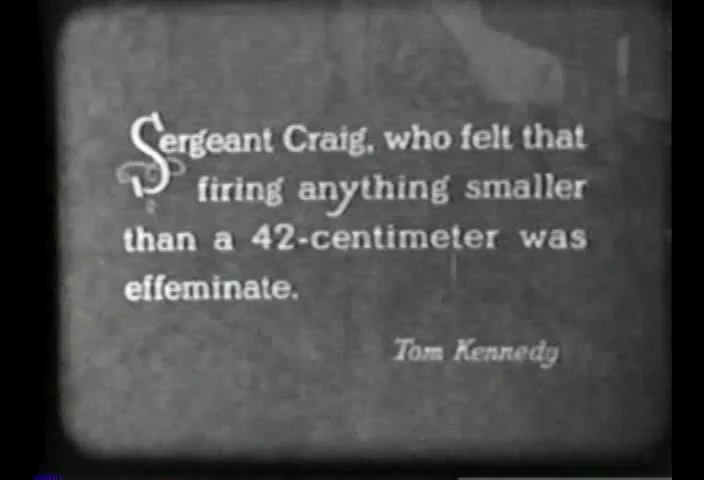 Sergeant Craig, who felt that
firing anything smaller
than a 42-centimeter was
effeminate.
Tom Kennedy